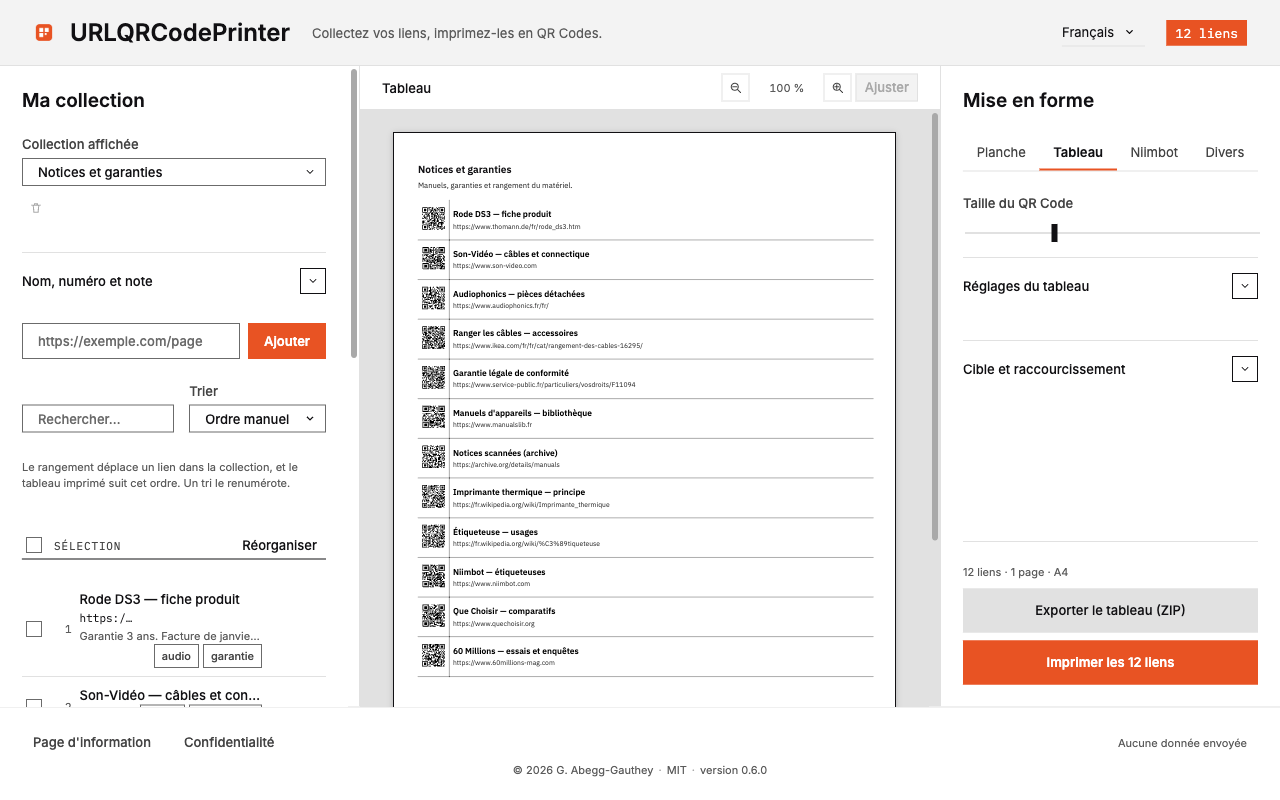 URLQRCodePrinter
Collectez vos liens, imprimez-les en QR Codes.
Français
12 liens
Ma collection
Collection affichée
Notices et garanties
Nom, numéro et note
https://exemple.com/page
Ajouter
Trier
Rechercher...
Ordre manuel
Le rangement déplace un lien dans la collection, et le
tableau imprimé suit cet ordre. Un tri le renumérote.
SÉLECTION
Réorganiser
1
Rode DS3 — fiche produit
https:/…
Garantie 3 ans. Facture de janvie…
audio
garantie
Son-Vidéo — câbles et con…
Tableau
100 %
Ajuster
Notices et garanties
Manuels, garanties et rangement du matériel.
Rode DS3 — fiche produit
https://www.thomann.de/fr/rode_ds3.htm
Son-Vidéo — câbles et connectique
https://www.son-video.com
Audiophonics — pièces détachées
https://www.audiophonics.fr/fr/
Ranger les câbles — accessoires
https://www.ikea.com/fr/fr/cat/rangement-des-cables-16295/
Garantie légale de conformité
https://www.service-public.fr/particuliers/vosdroits/F11094
Manuels d'appareils — bibliothèque
https://www.manualslib.fr
Notices scannées (archive)
https://archive.org/details/manuals
Imprimante thermique — principe
https://fr.wikipedia.org/wiki/Imprimante_thermique
Étiqueteuse — usages
https://fr.wikipedia.org/wiki/%C3%89tiqueteuse
Niimbot — étiqueteuses
https://www.niimbot.com
Que Choisir — comparatifs
https://www.quechoisir.org
60 Millions — essais et enquêtes
https://www.60millions-mag.com
Mise en forme
Planche
Tableau
Niimbot
Divers
Taille du QR Code
Réglages du tableau
Cible et raccourcissement
12 liens · 1 page · A4
Exporter le tableau (ZIP)
Imprimer les 12 liens
Page d'information
Confidentialité
Aucune donnée envoyée
© 2026 G. Abegg-Gauthey · MIT · version 0.6.0